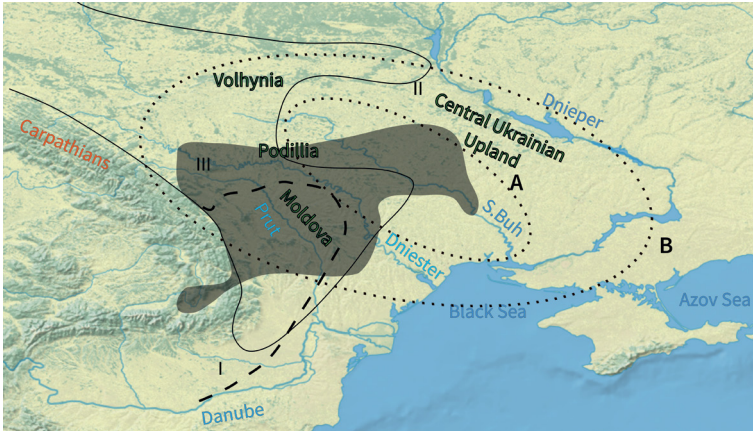 Volhynia
II
Dnieper
Central Ukrainian
Upland
Carpathians
Podillia
III
A
Moldova
Prut
S.Buh
Dniester
B
Black Sea
Azov Sea
I
Danube